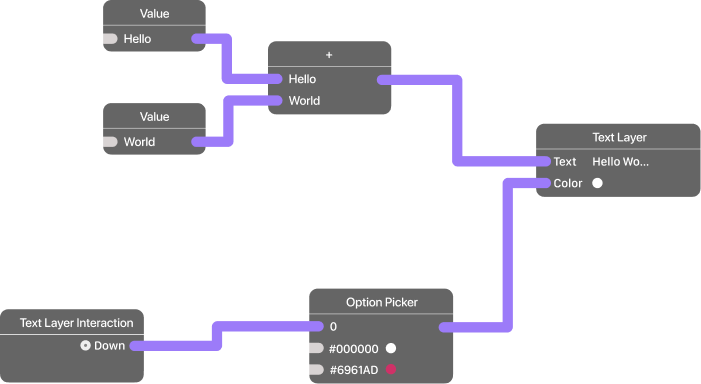 Value
Hello
+
Hello
World
Value
World
Text Layer
Text Hello Wo...
Color
Option Picker
0
#000000
#6961AD
Text Layer Interaction
Down